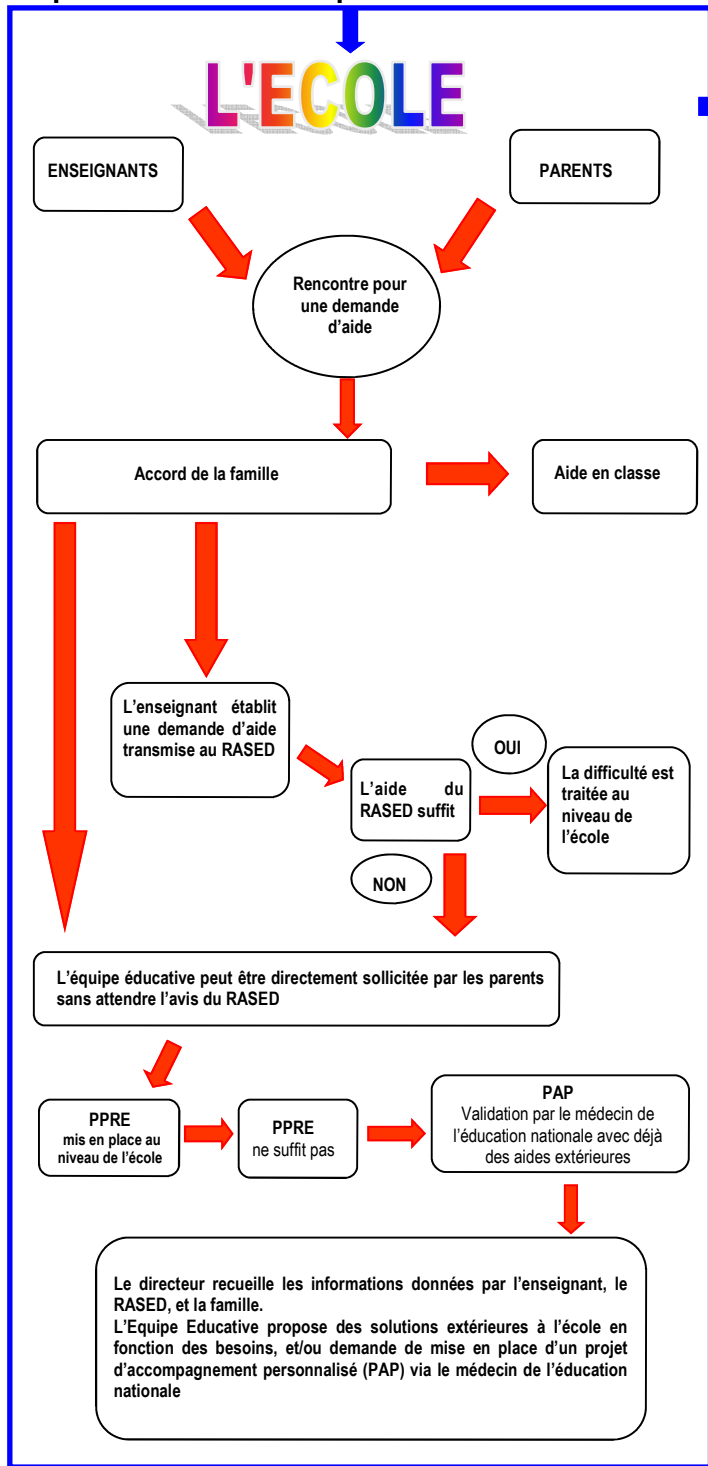 L'ECOLE
ENSEIGNANTS
PARENTS
Rencontre pour
une demande
d'aide
Accord de la famille
Aide en classe
L'enseignant établit
une demande d'aide
transmise au RASED
OUI
L'aide du
RASED suffit
La difficulté est
traitée au
niveau de
l'école
NON
L'équipe éducative peut être directement sollicitée par les parents
sans attendre l'avis du RASED
PPRE
mis en place au
niveau de l'école
PPRE
ne suffit pas
PAP
Validation par le médecin de
l'éducation nationale avec déjà
des aides extérieures
Le directeur recueille les informations données par l'enseignant, le
RASED, et la famille.
L'Equipe Educative propose des solutions extérieures à l'école en
fonction des besoins, et/ou demande de mise en place d'un projet
d'accompagnement personnalisé (PAP) via le médecin de l'éducation
nationale